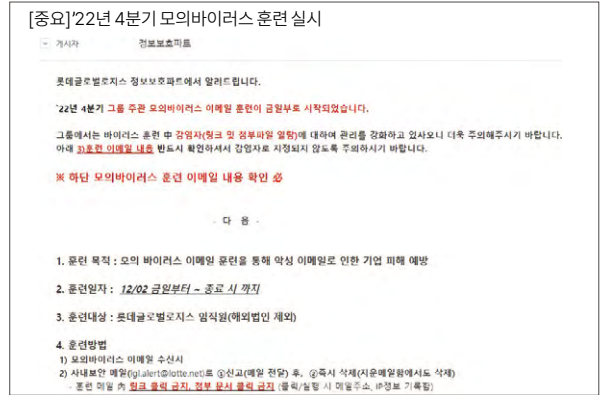 [중요]'22년 4분기 모의바이러스 훈련 실시
게시자 정보보호파트
롯데글로벌로지스 정보보호파트에서 알려드립니다.
'22년 4분기 그룹 주관 모의바이러스 이메일 훈련이 금일부로 시작되었습니다.
그룹에서는 바이러스 훈련 中 감염자(링크 및 첨부파일 열람)에 대하여 관리를 강화하고 있사오니 더욱 주의해주시기 바랍니다.
아래 3)훈련 이메일 내용 반드시 확인하셔서 감염자로 지정되지 않도록 주의하시기 바랍니다.
※ 하단 모의바이러스 훈련 이메일 내용 확인 必
- 다 음 -
1. 훈련 목적 : 모의 바이러스 이메일 훈련을 통해 악성 이메일로 인한 기업 피해 예방
2. 훈련일자 : 12/02 금일부터 ~ 종료 시 까지
3. 훈련대상 : 롯데글로벌로지스 임직원(해외법인 제외)
4. 훈련방법
1) 모의바이러스 이메일 수신시
2) 사내보안 메일(lgl.alert@lotte.net)로 ①신고(메일 전달) 후, ②즉시 삭제(지운메일함에서도 삭제)
- 훈련 메일 內 링크 클릭 금지, 첨부 문서 클릭 금지 (클릭/실행 시 메일주소, IP정보 기록됨)